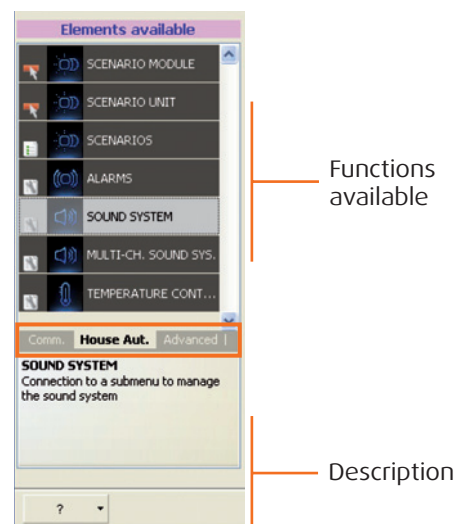 Elements available
SCENARIO MODULE
SCENARIO UNIT
SCENARIOS
ALARMS
SOUND SYSTEM
MULTI-CH. SOUND SYS.
TEMPERATURE CONT...
Functions
available
Comm. House Aut. Advanced
SOUND SYSTEM
Connection to a submenu to manage
the sound system
Description
?